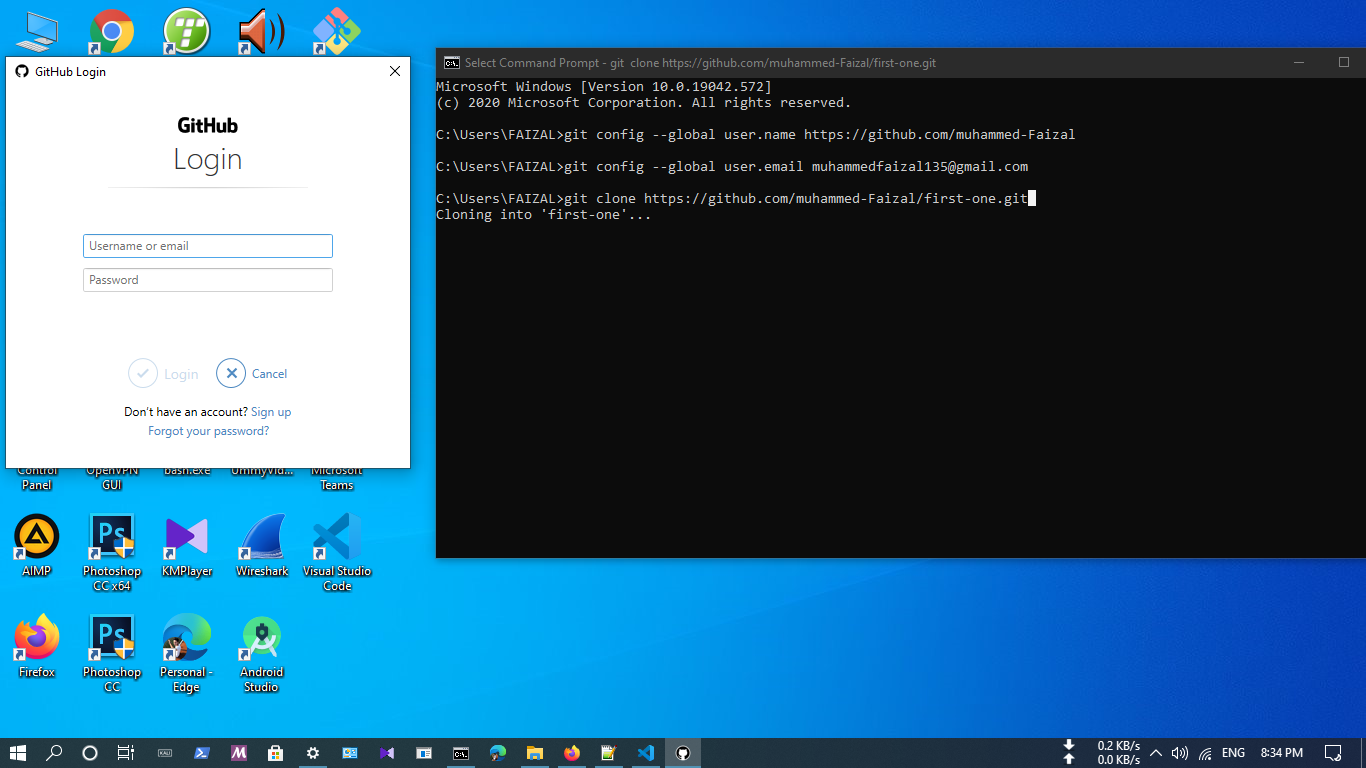 GitHub Login
GitHub
Login
Username or email
Password
Login
Cancel
Don't have an account? Sign up
Forgot your password?
Select Command Prompt - git  clone https://github.com/muhammed-Faizal/first-one.git
Microsoft Windows [Version 10.0.19042.572]
(c) 2020 Microsoft Corporation. All rights reserved.
C:\Users\FAIZAL>git config --global user.name https://github.com/muhammed-Faizal
C:\Users\FAIZAL>git config --global user.email muhammedfaizal135@gmail.com
C:\Users\FAIZAL>git clone https://github.com/muhammed-Faizal/first-one.git
Cloning into 'first-one'...
Control
Panel
OpenVPN
GUI
bash.exe
UmmyVid...
Microsoft
Teams
AIMP
Ps
Photoshop
CC x64
KMPlayer
Wireshark
Visual Studio
Code
Firefox
Ps
Photoshop
CC
Personal -
Edge
Android
Studio
KALI
0.2 KB/s
0.0 KB/s
ENG
8:34 PM